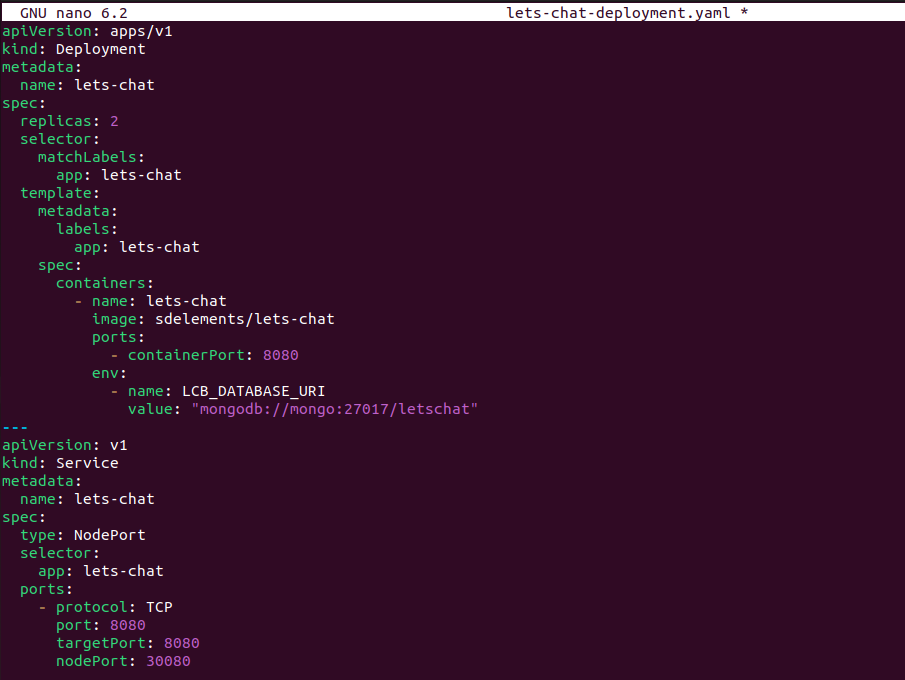 GNU nano 6.2 lets-chat-deployment.yaml *
apiVersion: apps/v1
kind: Deployment
metadata:
  name: lets-chat
spec:
  replicas: 2
  selector:
    matchLabels:
      app: lets-chat
  template:
    metadata:
      labels:
        app: lets-chat
    spec:
      containers:
        - name: lets-chat
          image: sdelements/lets-chat
          ports:
            - containerPort: 8080
          env:
            - name: LCB_DATABASE_URI
              value: "mongodb://mongo:27017/letschat"
---
apiVersion: v1
kind: Service
metadata:
  name: lets-chat
spec:
  type: NodePort
  selector:
    app: lets-chat
  ports:
    - protocol: TCP
      port: 8080
      targetPort: 8080
      nodePort: 30080